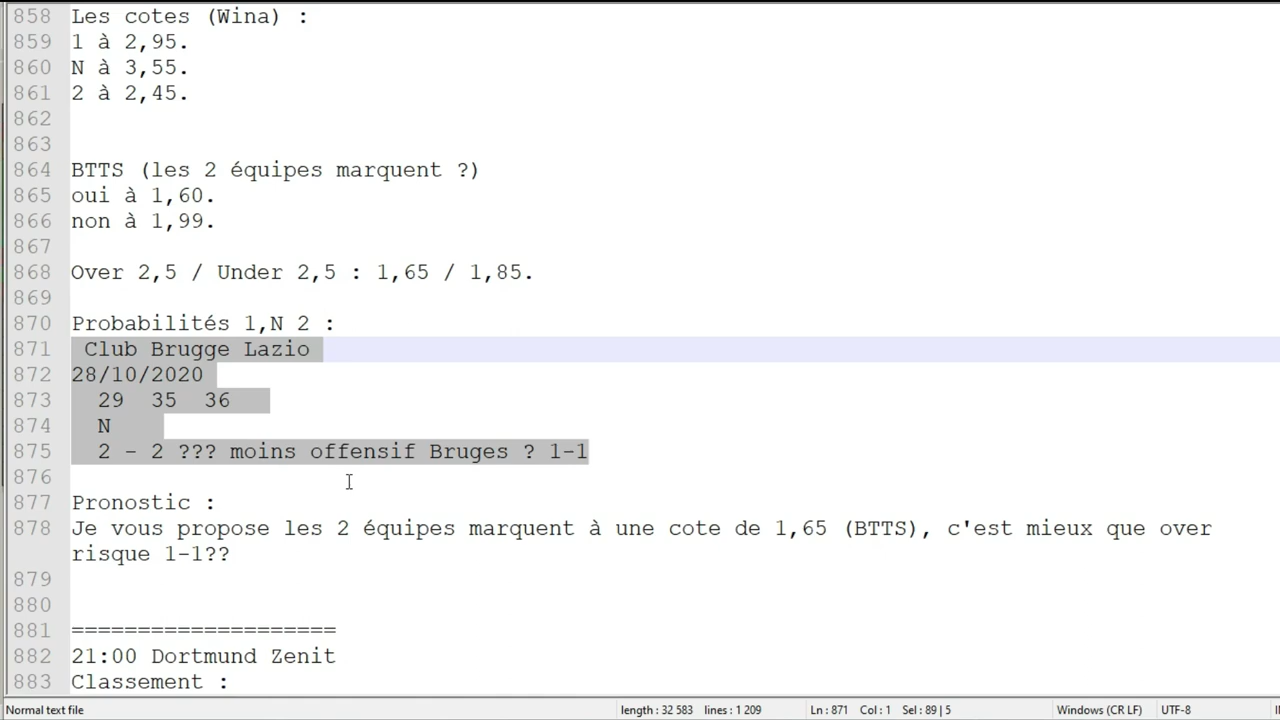 858 Les cotes (Wina) :
859 1 à 2,95.
860 N à 3,55.
861 2 à 2,45.
862
863
864 BTTS (les 2 équipes marquent ?)
865 oui à 1,60.
866 non à 1,99.
867
868 Over 2,5 / Under 2,5 : 1,65 / 1,85.
869
870 Probabilités 1,N 2 :
871 Club Brugge Lazio
872 28/10/2020
873 29 35 36
874 N
875 2 - 2 ??? moins offensif Bruges ? 1-1
876
877 Pronostic :
878 Je vous propose les 2 équipes marquent à une cote de 1,65 (BTTS), c'est mieux que over
risque 1-1??
879
880
881 ====================
882 21:00 Dortmund Zenit
883 Classement :
Normal text file length : 32 583 lines : 1 209 Ln : 871 Col : 1 Sel : 89 | 5 Windows (CR LF) UTF-8